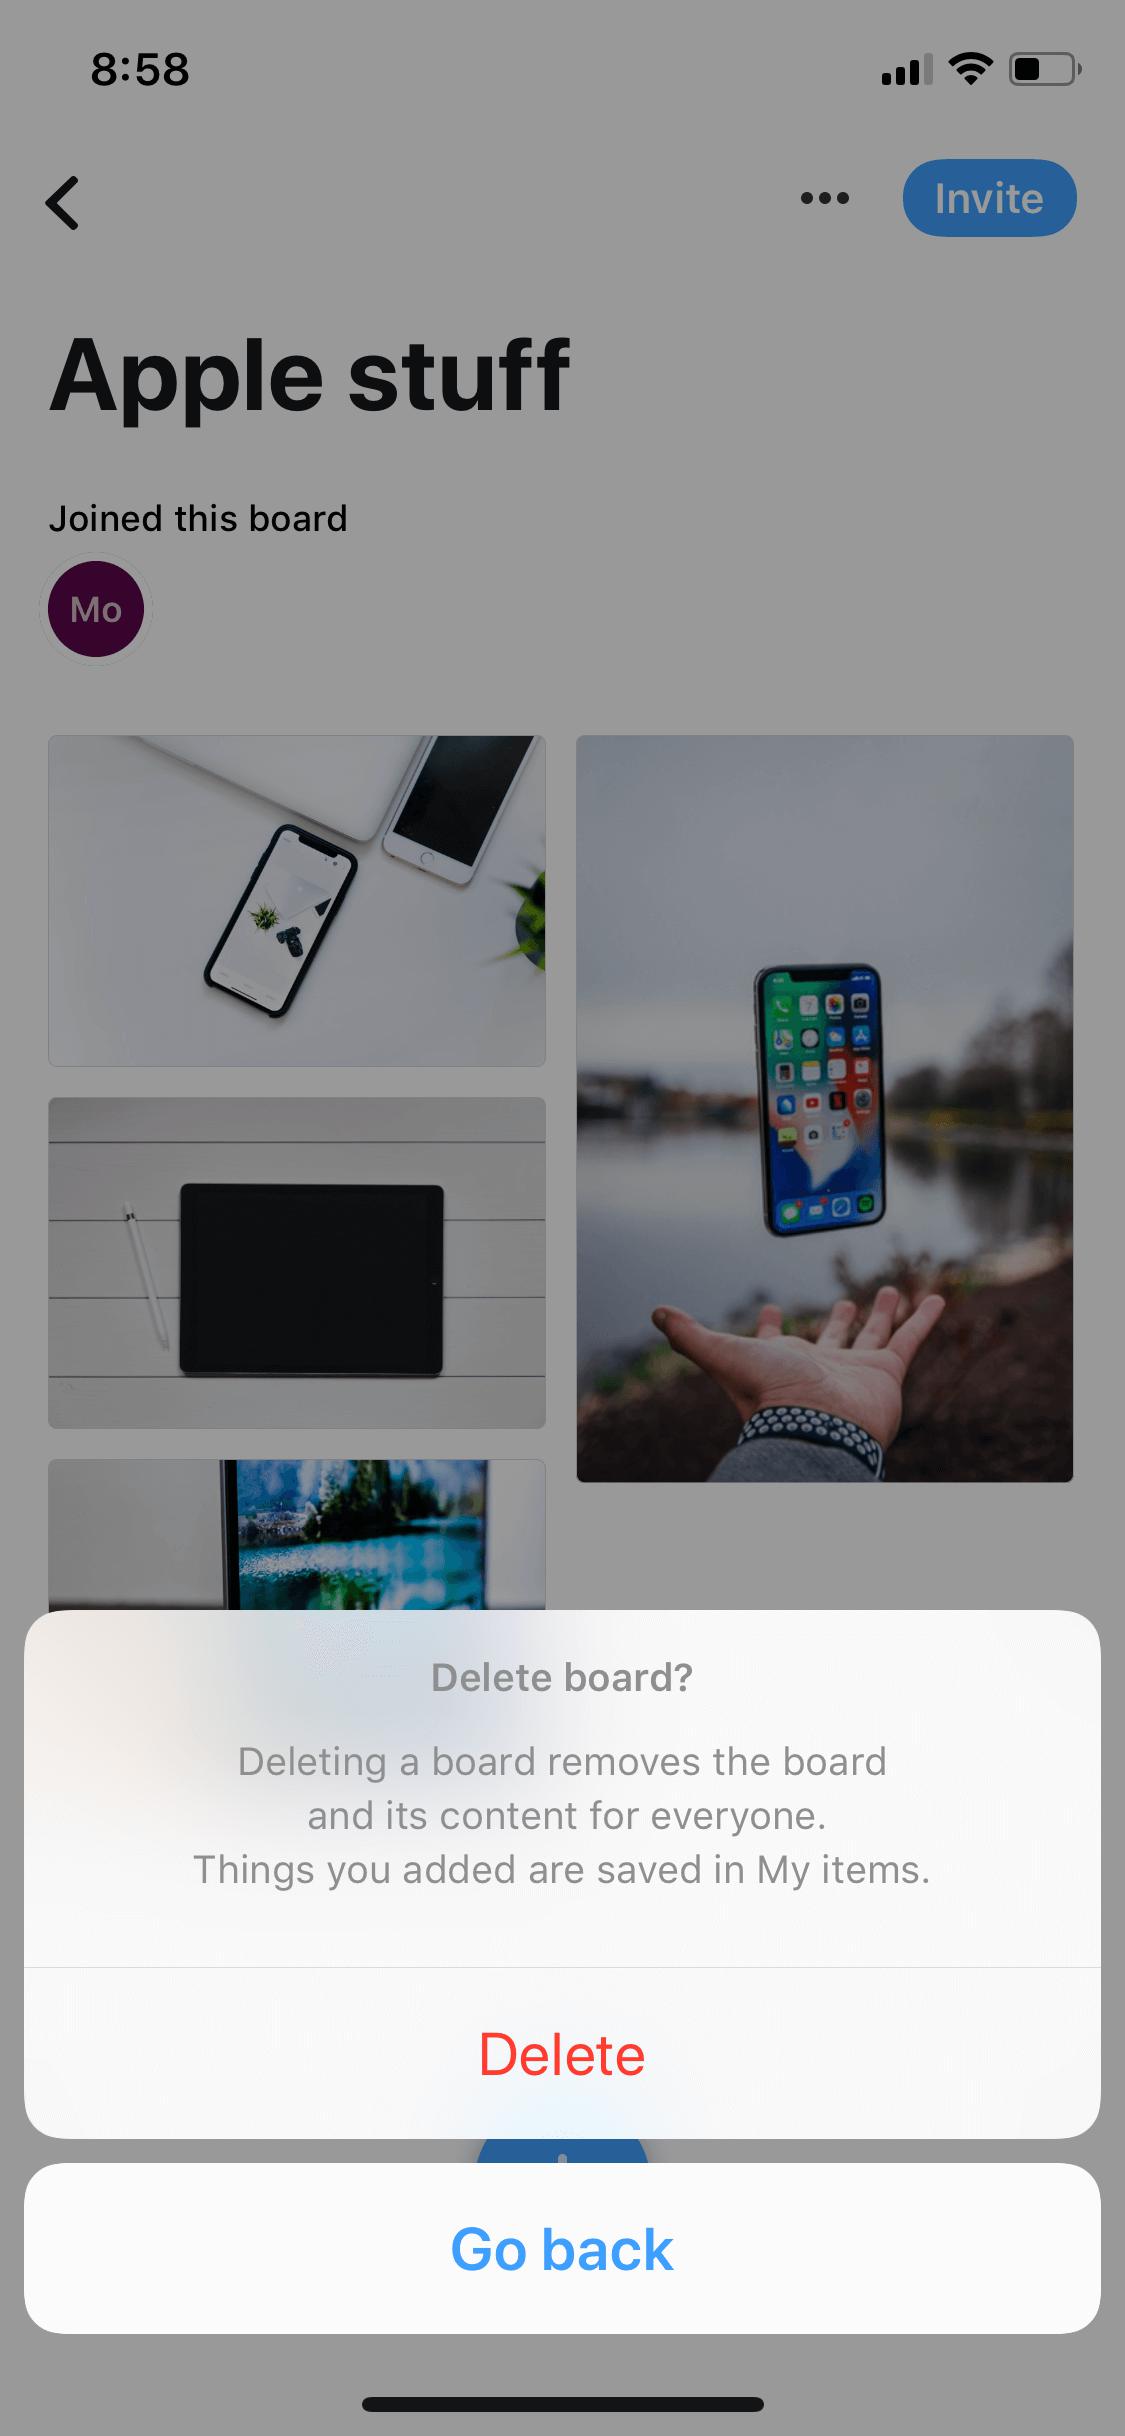 8:58
Invite
Apple stuff
Joined this board
Mo
Delete board?
Deleting a board removes the board
and its content for everyone.
Things you added are saved in My items.
Delete
Go back